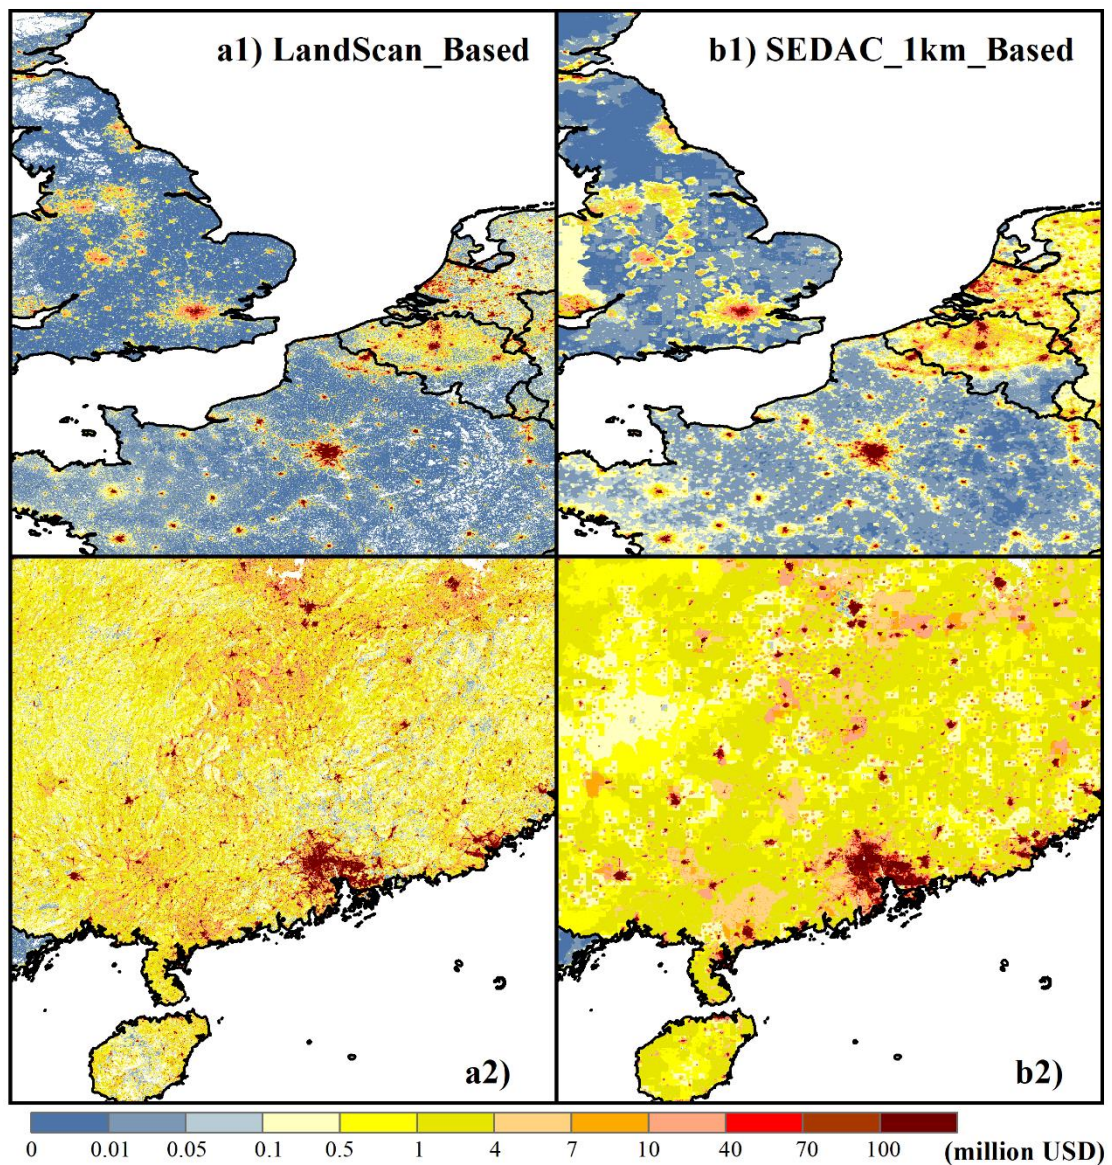 a1) LandScan_Based
b1) SEDAC_1km_Based
a2)
b2)
0 0.01 0.05 0.1 0.5 1 4 7 10 40 70 100 (million USD)